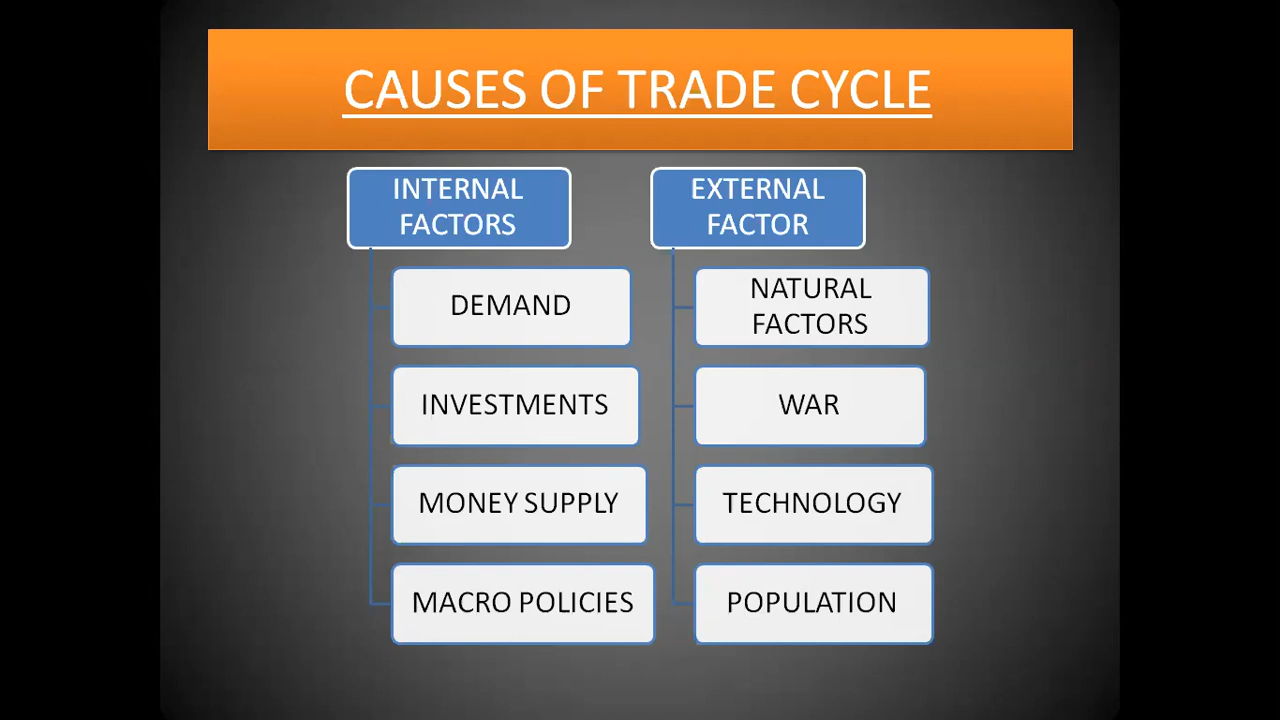 CAUSES OF TRADE CYCLE
INTERNAL
FACTORS
DEMAND
INVESTMENTS
MONEY SUPPLY
MACRO POLICIES
EXTERNAL
FACTOR
NATURAL
FACTORS
WAR
TECHNOLOGY
POPULATION